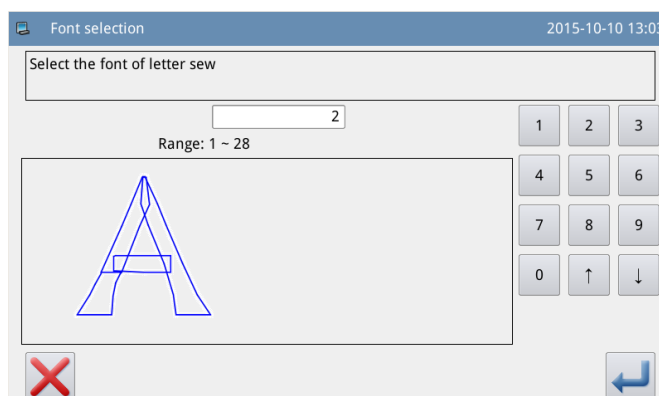 Font selection 2015-10-10 13:03
Select the font of letter sew
2
Range: 1 ~ 28
1 2 3
4 5 6
7 8 9
0 ↑ ↓
A